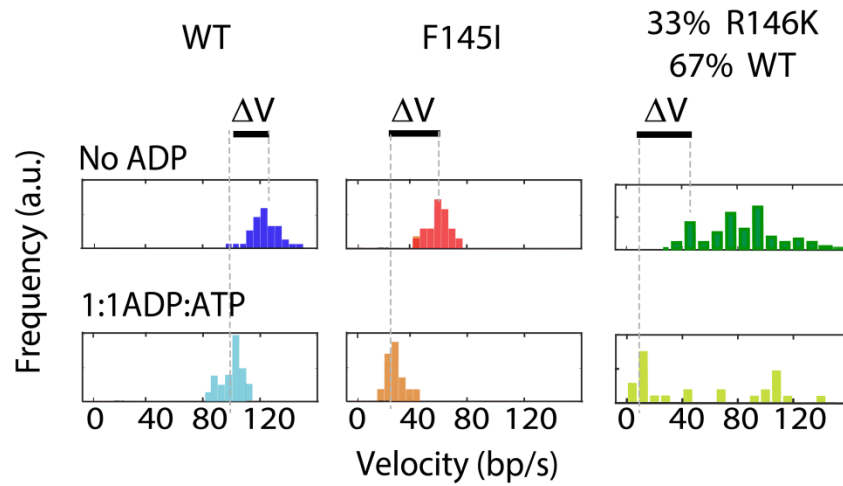 WT
F145I
33% R146K
67% WT
ΔV
ΔV
ΔV
No ADP
1:1ADP:ATP
Frequency (a.u.)
0 40 80 120
0 40 80 120
0 40 80 120
Velocity (bp/s)